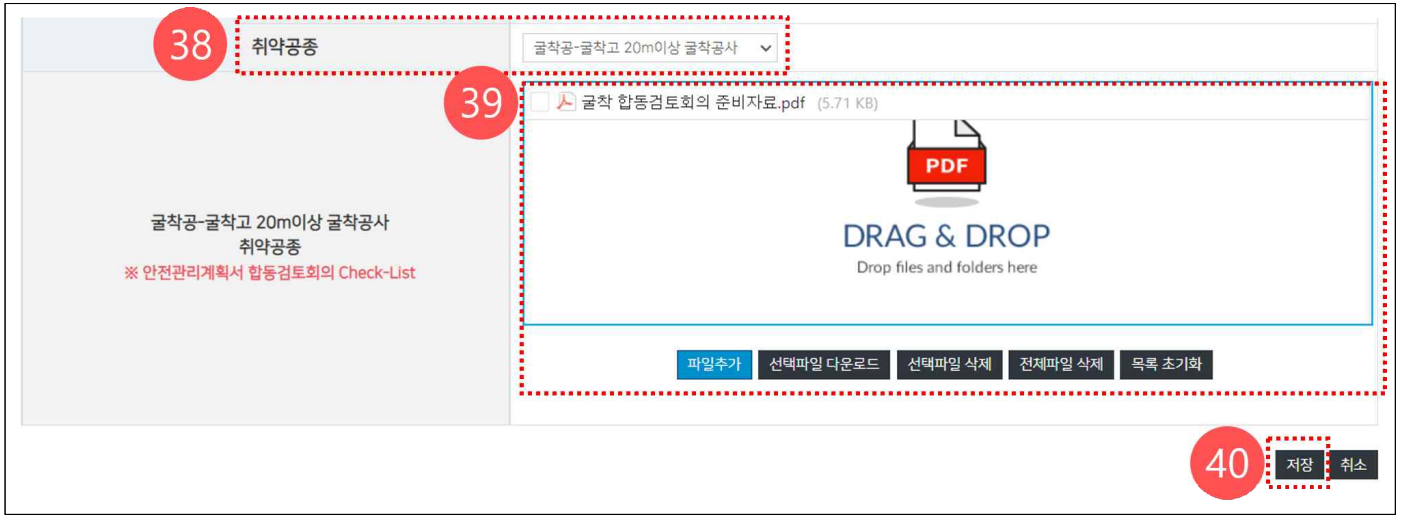 38
취약공종
굴착공-굴착고 20m이상 굴착공사
39
굴착 합동검토회의 준비자료.pdf (5.71 KB)
PDF
DRAG & DROP
Drop files and folders here
굴착공-굴착고 20m이상 굴착공사
취약공종
※ 안전관리계획서 합동검토회의 Check-List
파일추가 선택파일 다운로드 선택파일 삭제 전체파일 삭제 목록 초기화
40
저장 취소